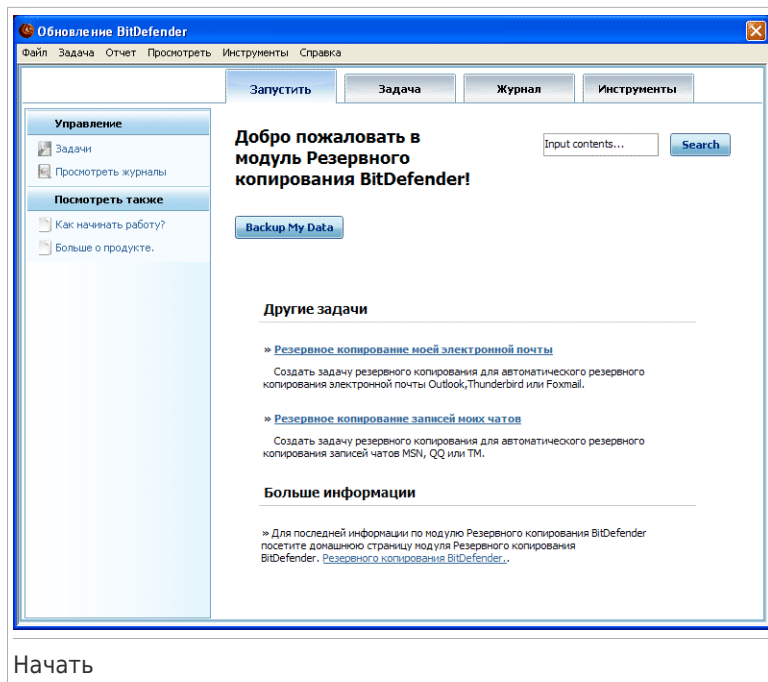 Обновление BitDefender
Файл Задача Отчет Просмотреть Инструменты Справка
Запустить Задача Журнал Инструменты
Управление
Задачи
Просмотреть журналы
Посмотреть также
Как начинать работу?
Больше о продукте.
Добро пожаловать в
модуль Резервного
копирования BitDefender!
Input contents...
Search
Backup My Data
Другие задачи
» Резервное копирование моей электронной почты
Создать задачу резервного копирования для автоматического резервного
копирования электронной почты Outlook,Thunderbird или Foxmail.
» Резервное копирование записей моих чатов
Создать задачу резервного копирования для автоматического резервного
копирования записей чатов MSN, QQ или TM.
Больше информации
» Для последней информации по модулю Резервного копирования BitDefender
посетите домашнюю страницу модуля Резервного копирования
BitDefender. Резервного копирования BitDefender..
Начать